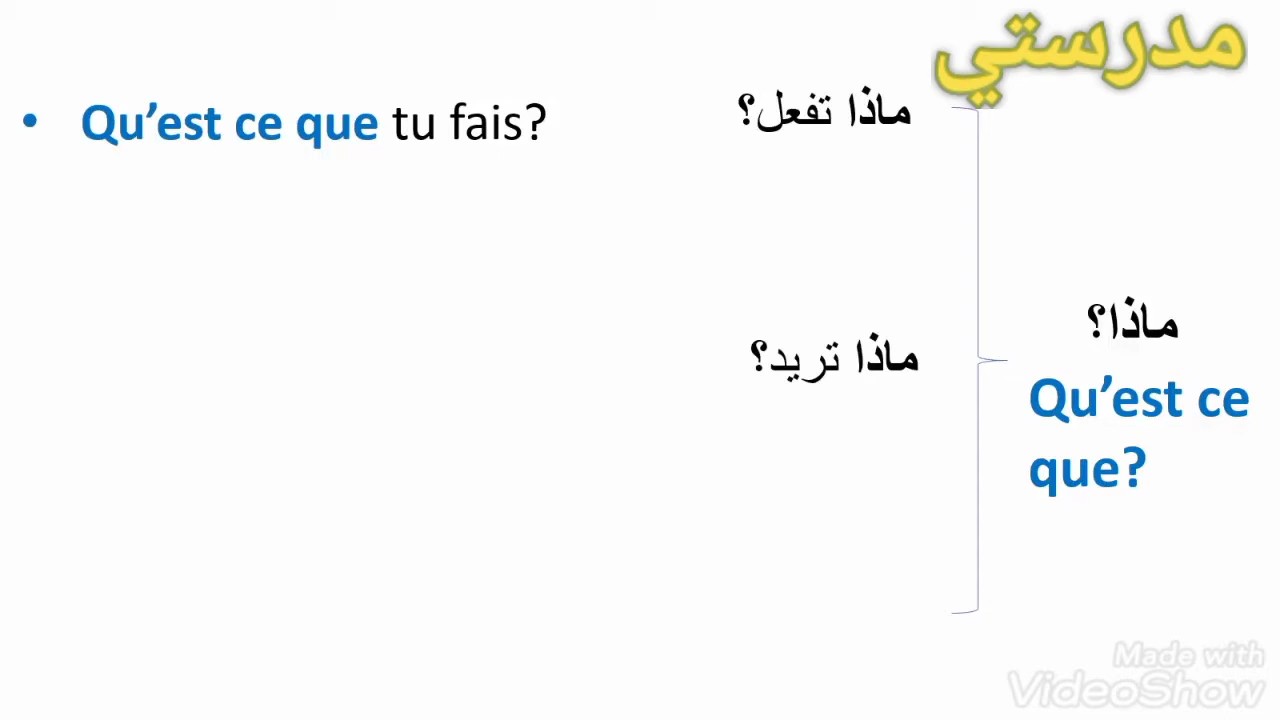 مدرستي
• Qu’est ce que tu fais?
ماذا تفعل؟
ماذا تريد؟
ماذا؟
Qu’est ce
que?
Made with
VideoShow